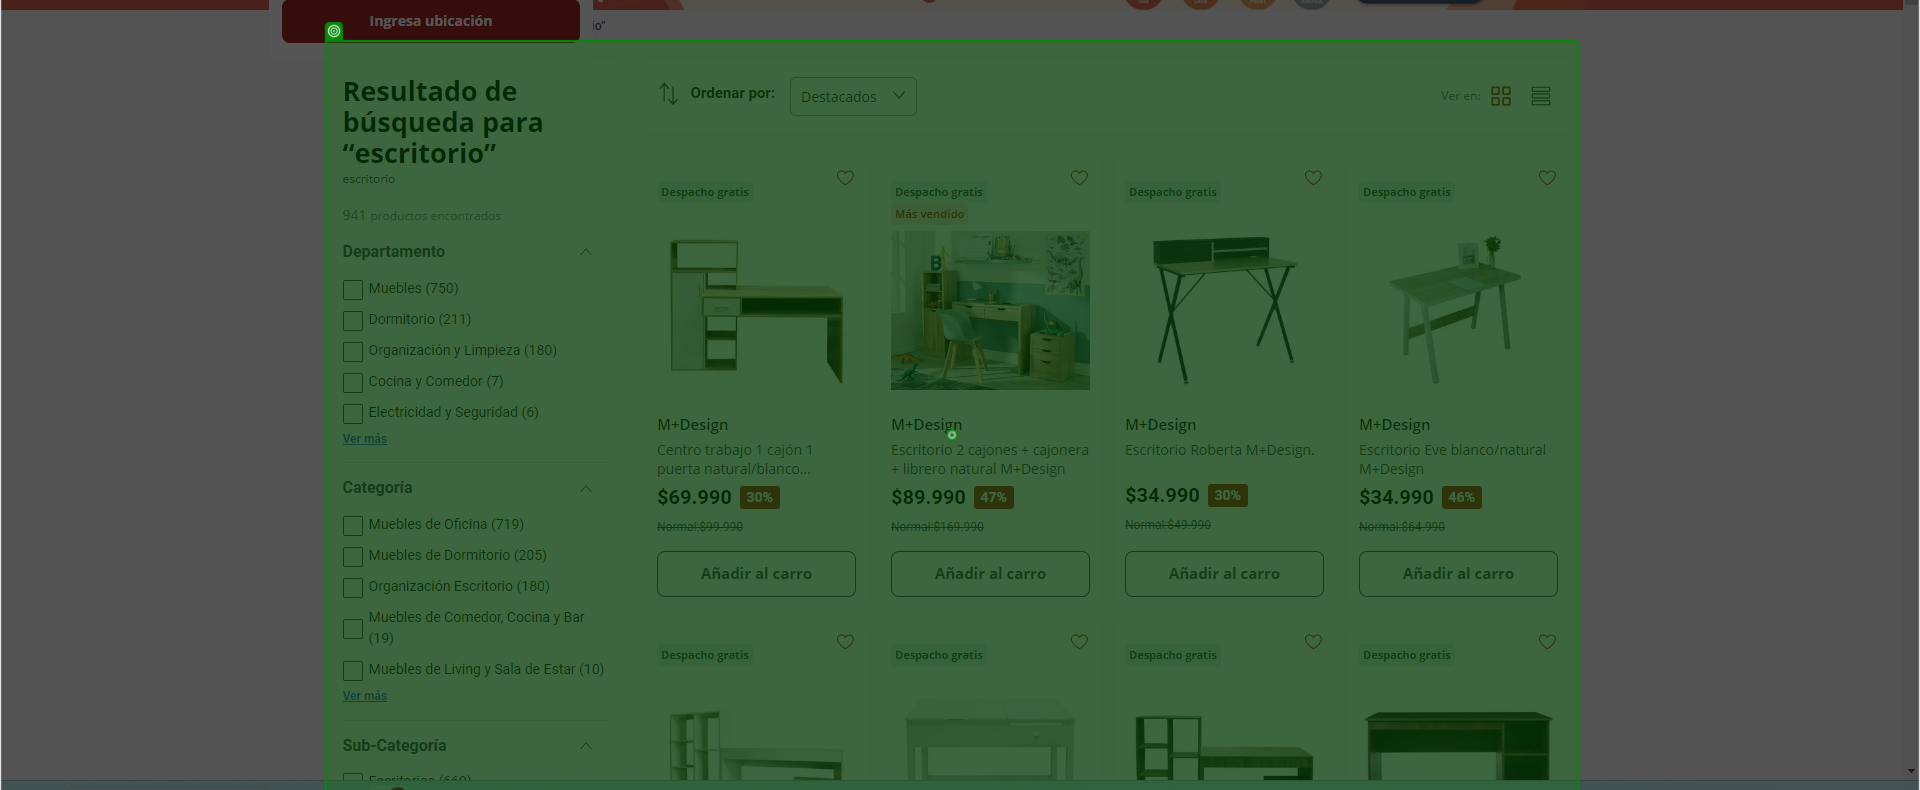 Ingresa ubicación
io”
Resultado de
búsqueda para
“escritorio”
escritorio
941 productos encontrados
Departamento
Muebles (750)
Dormitorio (211)
Organización y Limpieza (180)
Cocina y Comedor (7)
Electricidad y Seguridad (6)
Ver más
Categoría
Muebles de Oficina (719)
Muebles de Dormitorio (205)
Organización Escritorio (180)
Muebles de Comedor, Cocina y Bar
(19)
Muebles de Living y Sala de Estar (10)
Ver más
Sub-Categoría
Escritorios (660)
Ordenar por:
Destacados
Ver en:
Despacho gratis
M+Design
Centro trabajo 1 cajón 1
puerta natural/blanco...
$69.990 30%
Normal:$99.990
Añadir al carro
Despacho gratis
Más vendido
B
M+Design
Escritorio 2 cajones + cajonera
+ librero natural M+Design
$89.990 47%
Normal:$169.990
Añadir al carro
Despacho gratis
M+Design
Escritorio Roberta M+Design.
$34.990 30%
Normal:$49.990
Añadir al carro
Despacho gratis
M+Design
Escritorio Eve blanco/natural
M+Design
$34.990 46%
Normal:$64.990
Añadir al carro
Despacho gratis
Despacho gratis
Despacho gratis
Despacho gratis